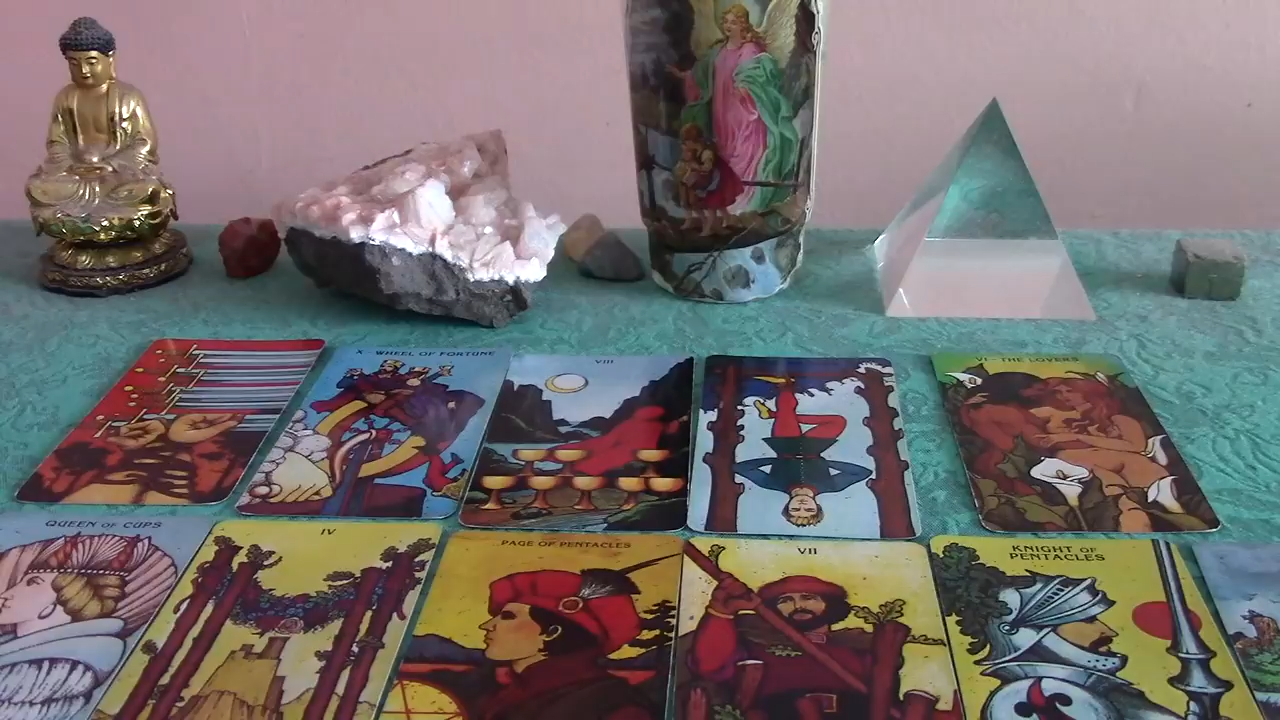 X · WHEEL OF FORTUNE
VIII
VI · THE LOVERS
QUEEN OF CUPS
IV
PAGE OF PENTACLES
VII
KNIGHT OF
PENTACLES